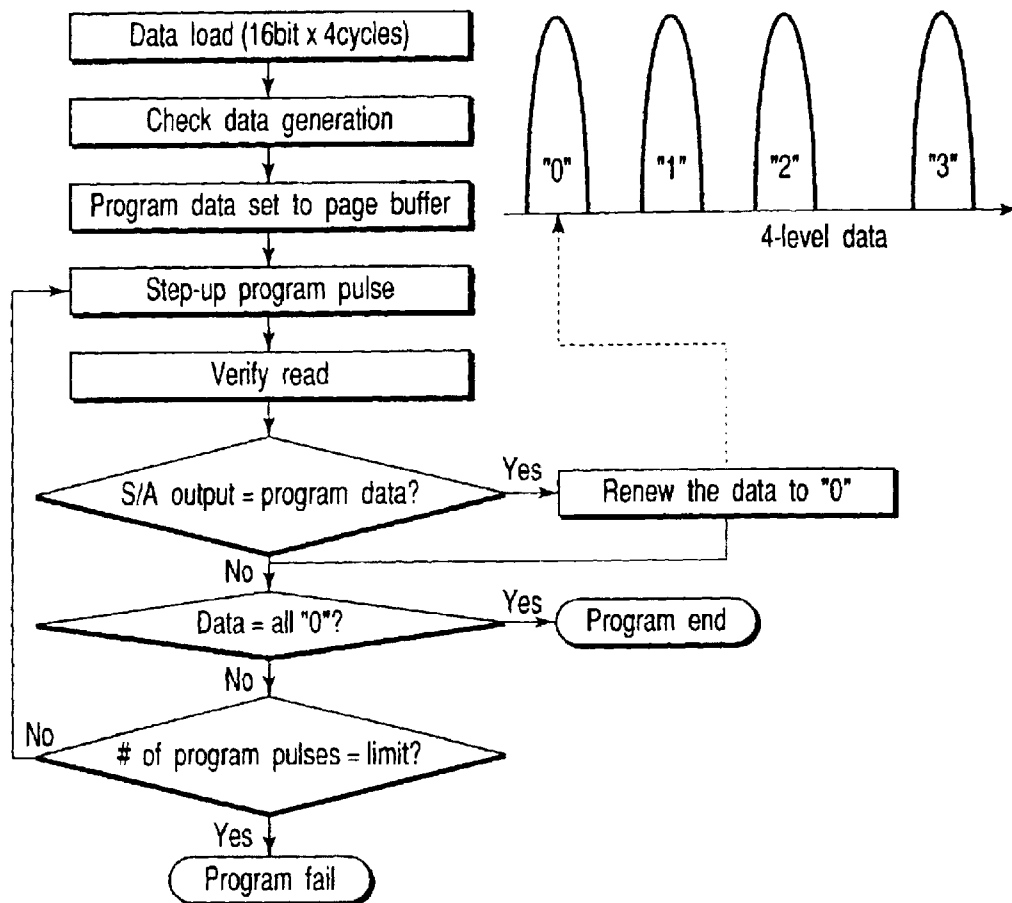 Data load (16bit x 4cycles)
Check data generation
Program data set to page buffer
Step-up program pulse
Verify read
S/A output = program data?
Yes
Renew the data to "0"
No
Data = all "0"?
Yes
Program end
No
# of program pulses = limit?
No
Yes
Program fail
"0"
"1"
"2"
"3"
4-level data